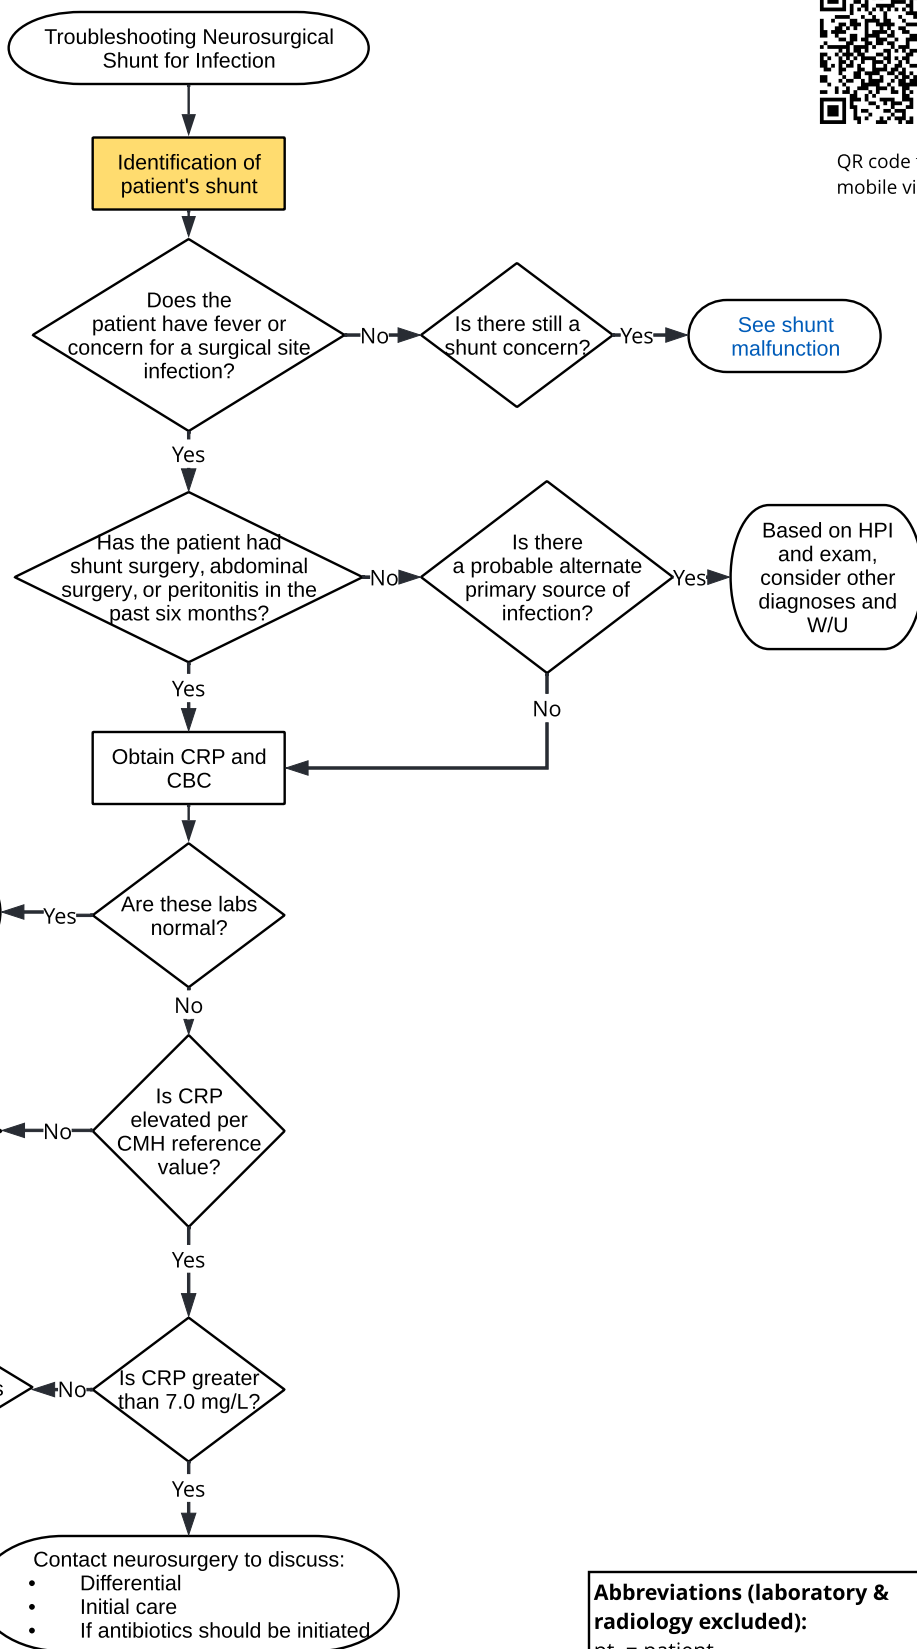 Troubleshooting Neurosurgical
Shunt for Infection
QR code
mobile
Identification of
patient's shunt
Does the
patient have fever or
concern for a surgical site
infection?
No
Is there still a
shunt concern?
Yes
See shunt
malfunction
Yes
Has the patient had
shunt surgery, abdominal
surgery, or peritonitis in the
past six months?
No
Is there
a probable alternate
primary source of
infection?
Yes
Based on HPI
and exam,
consider other
diagnoses and
W/U
Yes
No
Obtain CRP and
CBC
Are these labs
normal?
Yes
No
Is CRP
elevated per
CMH reference
value?
No
Yes
Is CRP greater
than 7.0 mg/L?
No
Yes
Contact neurosurgery to discuss:
• Differential
• Initial care
• If antibiotics should be initiated
Abbreviations (laboratory &
radiology excluded):
pt. = patient